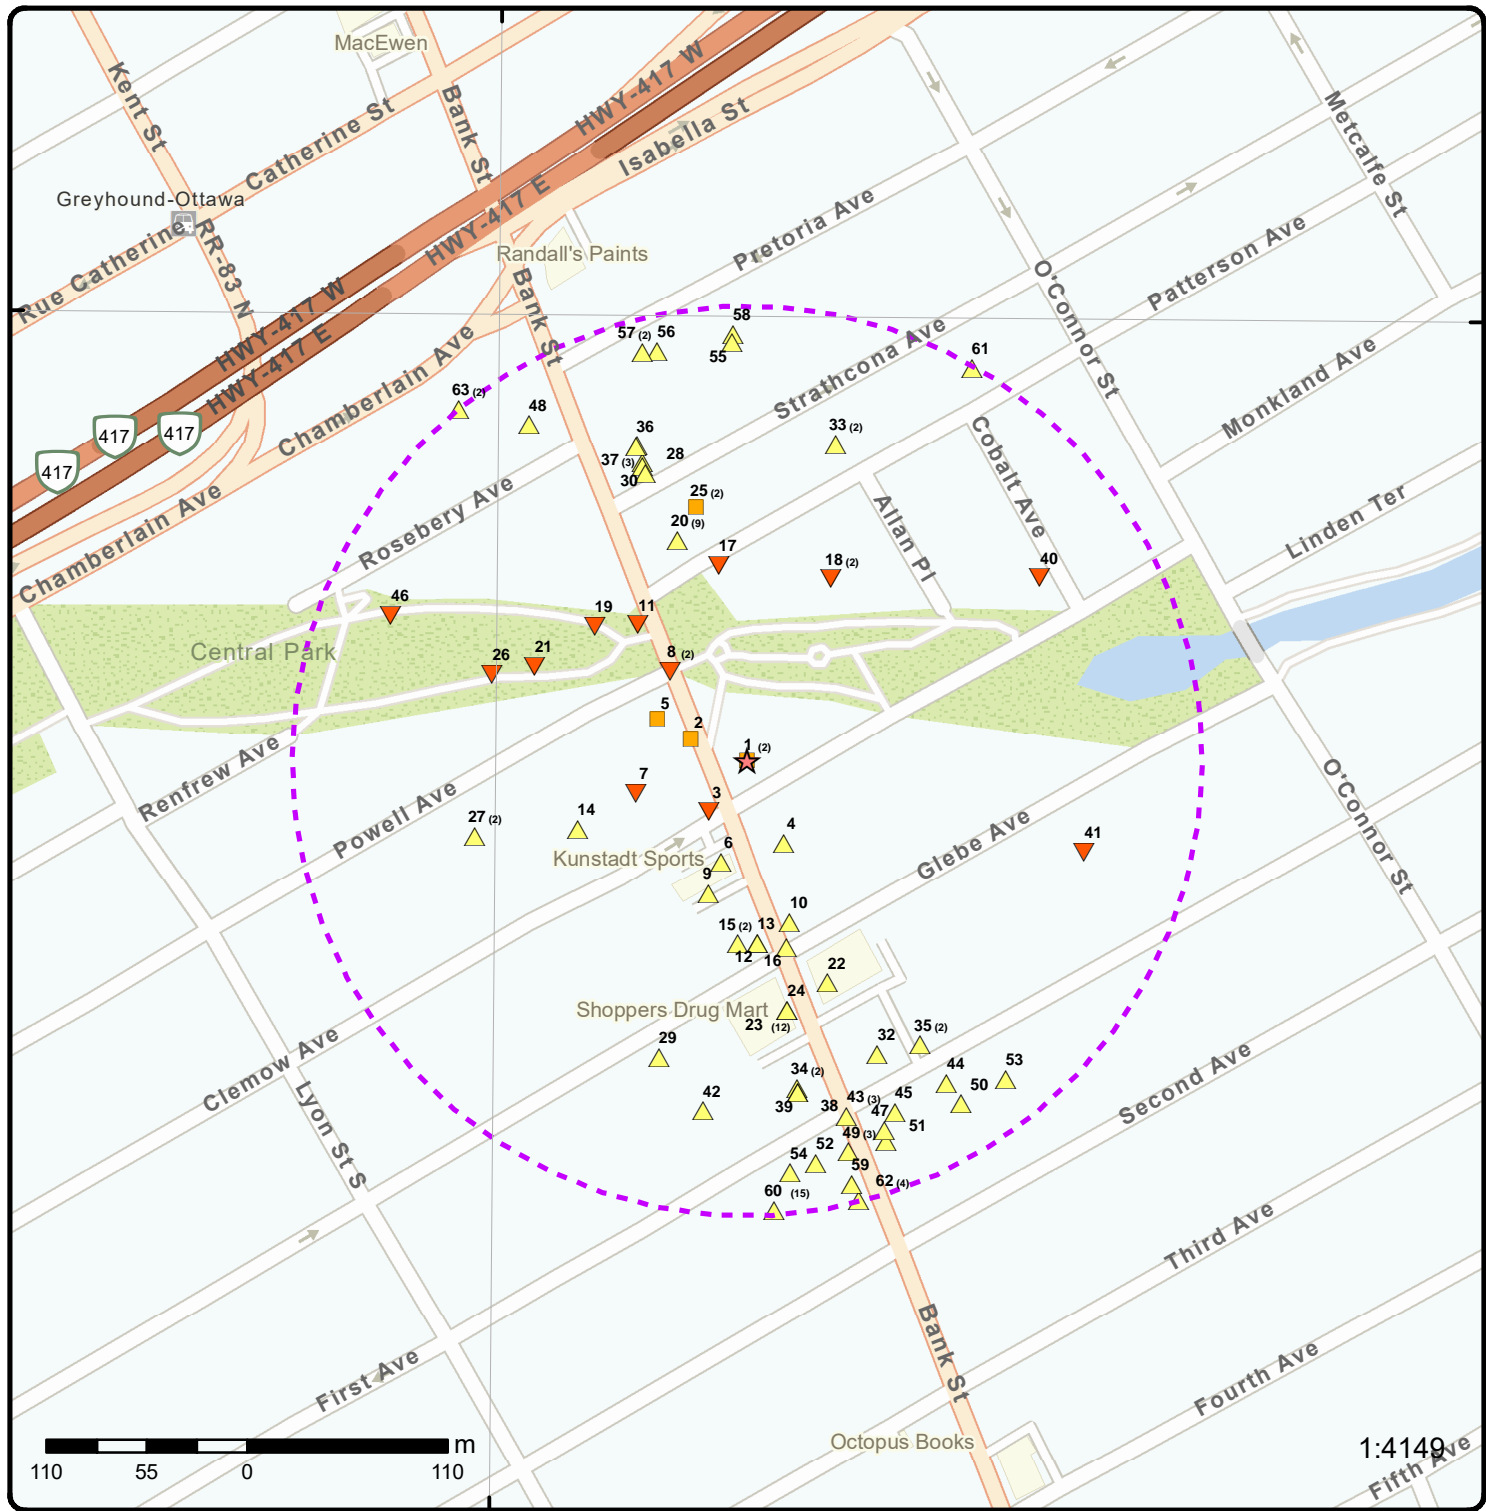 MacEwen
Kent St
Bank St
HWY-417 W
Metcalfe St
Catherine St
Isabella St
Greyhound-Ottawa
Rue Catherine
RR-83 N
HWY-417 E
Randall's Paints
Pretoria Ave
Patterson Ave
O'Connor St
HWY-417 W
HWY-417 E
Bank St
58
57 (2)
56
55
61
Strathcona Ave
Monkland Ave
Chamberlain Ave
63 (2)
48
417
417
417
36
33 (2)
37 (3)
28
30
Cobalt Ave
25 (2)
Rosebery Ave
20 (9)
Allan Pl
Linden Ter
Chamberlain Ave
17
18 (2)
40
46
19
11
Central Park
26
21
8 (2)
5
2
1 (2)
Renfrew Ave
7
3
Powell Ave
27 (2)
14
4
O'Connor St
Glebe Ave
41
Kunstadt Sports
6
9
10
15 (2)
13
12
16
22
24
Shoppers Drug Mart
23 (12)
Clemow Ave
29
32
35 (2)
34 (2)
44
53
39
42
38
43 (3)
45
50
Second Ave
47
51
49 (3)
Lyon St S
54
52
59
60 (15)
62 (4)
Third Ave
Bank St
First Ave
Fourth Ave
Octopus Books
1:4149
Fifth Ave
m
110
55
0
110